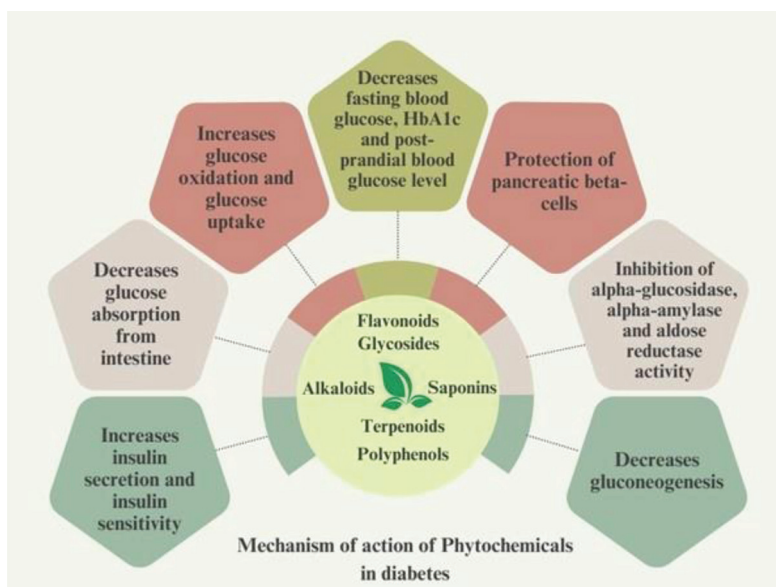 Decreases
fasting blood
glucose, HbA1c
and post-
prandial blood
glucose level
Increases
glucose
oxidation and
glucose
uptake
Protection of
pancreatic beta-
cells
Decreases
glucose
absorption
from
intestine
Inhibition of
alpha-glucosidase,
alpha-amylase
and aldose
reductase
activity
Increases
insulin
secretion and
insulin
sensitivity
Decreases
gluconeogenesis
Flavonoids
Glycosides
Alkaloids Saponins
Terpenoids
Polyphenols
Mechanism of action of Phytochemicals
in diabetes